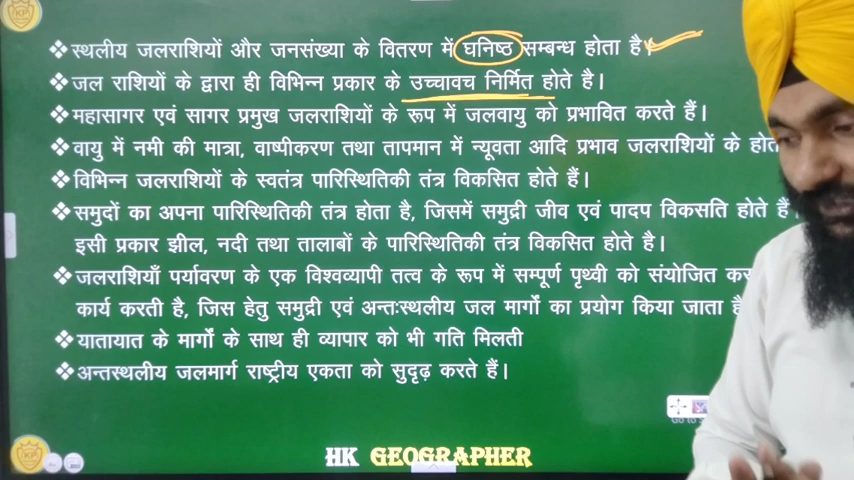 ❖स्थलीय जलराशियों और जनसंख्या के वितरण में घनिष्ठ सम्बन्ध होता है।
❖जल राशियों के द्वारा ही विभिन्न प्रकार के उच्चावच निर्मित होते है।
❖महासागर एवं सागर प्रमुख जलराशियों के रूप में जलवायु को प्रभावित करते हैं।
❖वायु में नमी की मात्रा, वाष्पीकरण तथा तापमान में न्यूवता आदि प्रभाव जलराशियों के
❖विभिन्न जलराशियों के स्वतंत्र पारिस्थितिकी तंत्र विकसित होते हैं।
❖समुदों का अपना पारिस्थितिकी तंत्र होता है, जिसमें समुद्री जीव एवं पादप विकसति होते हैं।
इसी प्रकार झील, नदी तथा तालाबों के पारिस्थितिकी तंत्र विकसित होते है।
❖जलराशियाँ पर्यावरण के एक विश्वव्यापी तत्व के रूप में सम्पूर्ण पृथ्वी को संयोजित
कार्य करती है, जिस हेतु समुद्री एवं अन्तःस्थलीय जल मार्गों का प्रयोग किया जाता है
❖यातायात के मार्गों के साथ ही व्यापार को भी गति मिलती
❖अन्तस्थलीय जलमार्ग राष्ट्रीय एकता को सुदृढ़ करते हैं।
HK GEOGRAPHER
KP